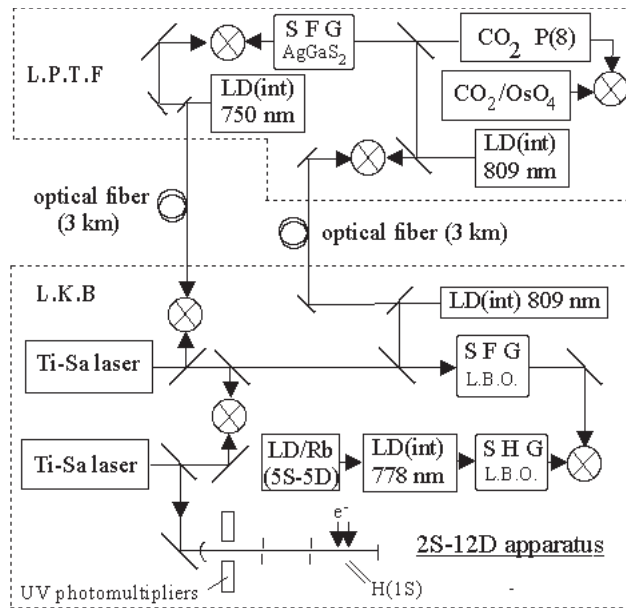 L.P.T.F
S F G
AgGaS₂
CO₂ P(8)
LD(int)
750 nm
CO₂/OsO₄
LD(int)
809 nm
optical fiber
(3 km)
optical fiber (3 km)
L.K.B
LD(int) 809 nm
Ti-Sa laser
S F G
L.B.O.
Ti-Sa laser
LD/Rb
(5S-5D)
LD(int)
778 nm
S H G
L.B.O.
e⁻
2S-12D apparatus
UV photomultipliers
H(1S)